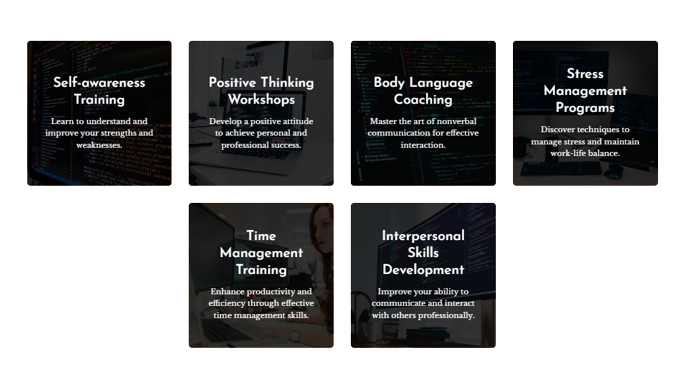 Self-awareness
Training
Learn to understand and
improve your strengths and
weaknesses.
Positive Thinking
Workshops
Develop a positive attitude
to achieve personal and
professional success.
Body Language
Coaching
Master the art of nonverbal
communication for effective
interaction.
Stress
Management
Programs
Discover techniques to
manage stress and maintain
work-life balance.
Time
Management
Training
Enhance productivity and
efficiency through effective
time management skills.
Interpersonal
Skills
Development
Improve your ability to
communicate and interact
with others professionally.